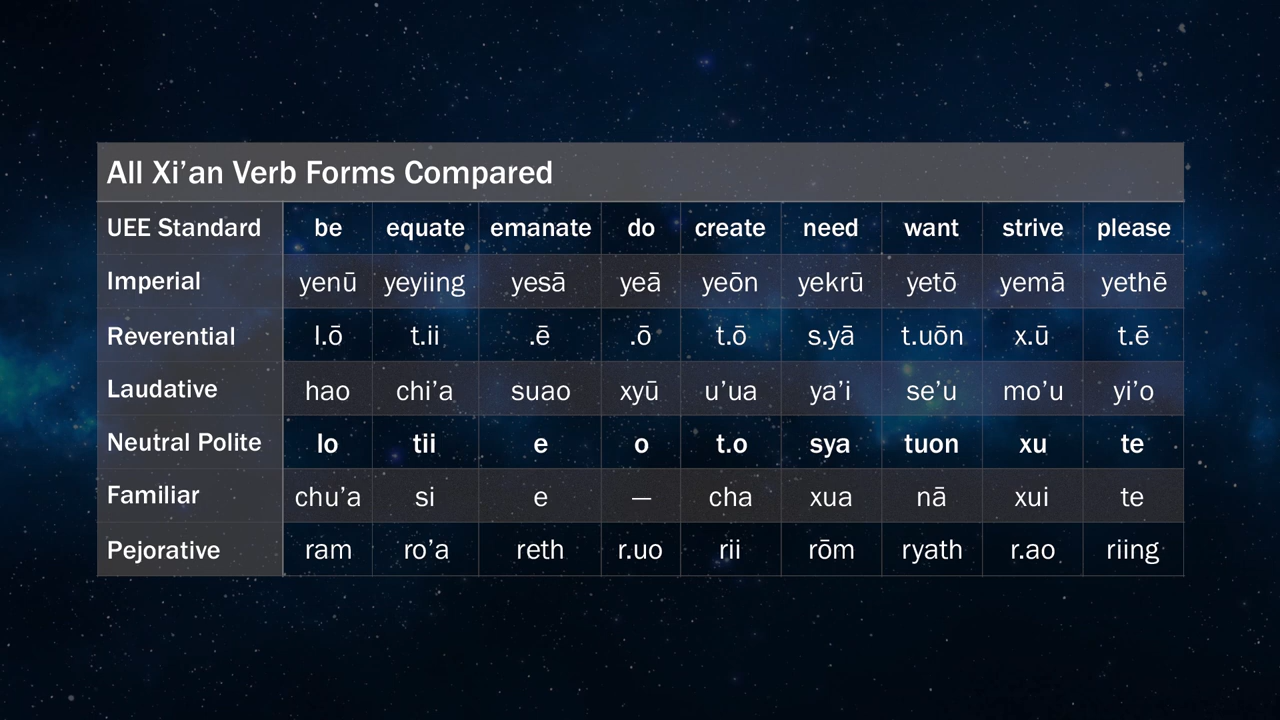 All Xi’an Verb Forms Compared
UEE Standard be equate emanate do create need want strive please
Imperial yenū yeyiing yesā yeā yeōn yekrū yetō yemā yethē
Reverential l.ō t.ii .ē .ō t.ō s.yā t.uōn x.ū t.ē
Laudative hao chi’a suao xyū u’ua ya’i se’u mo’u yi’o
Neutral Polite lo tii e o t.o sya tuon xu te
Familiar chu’a si e — cha xua nā xui te
Pejorative ram ro’a reth r.uo rii rōm ryath r.ao riing